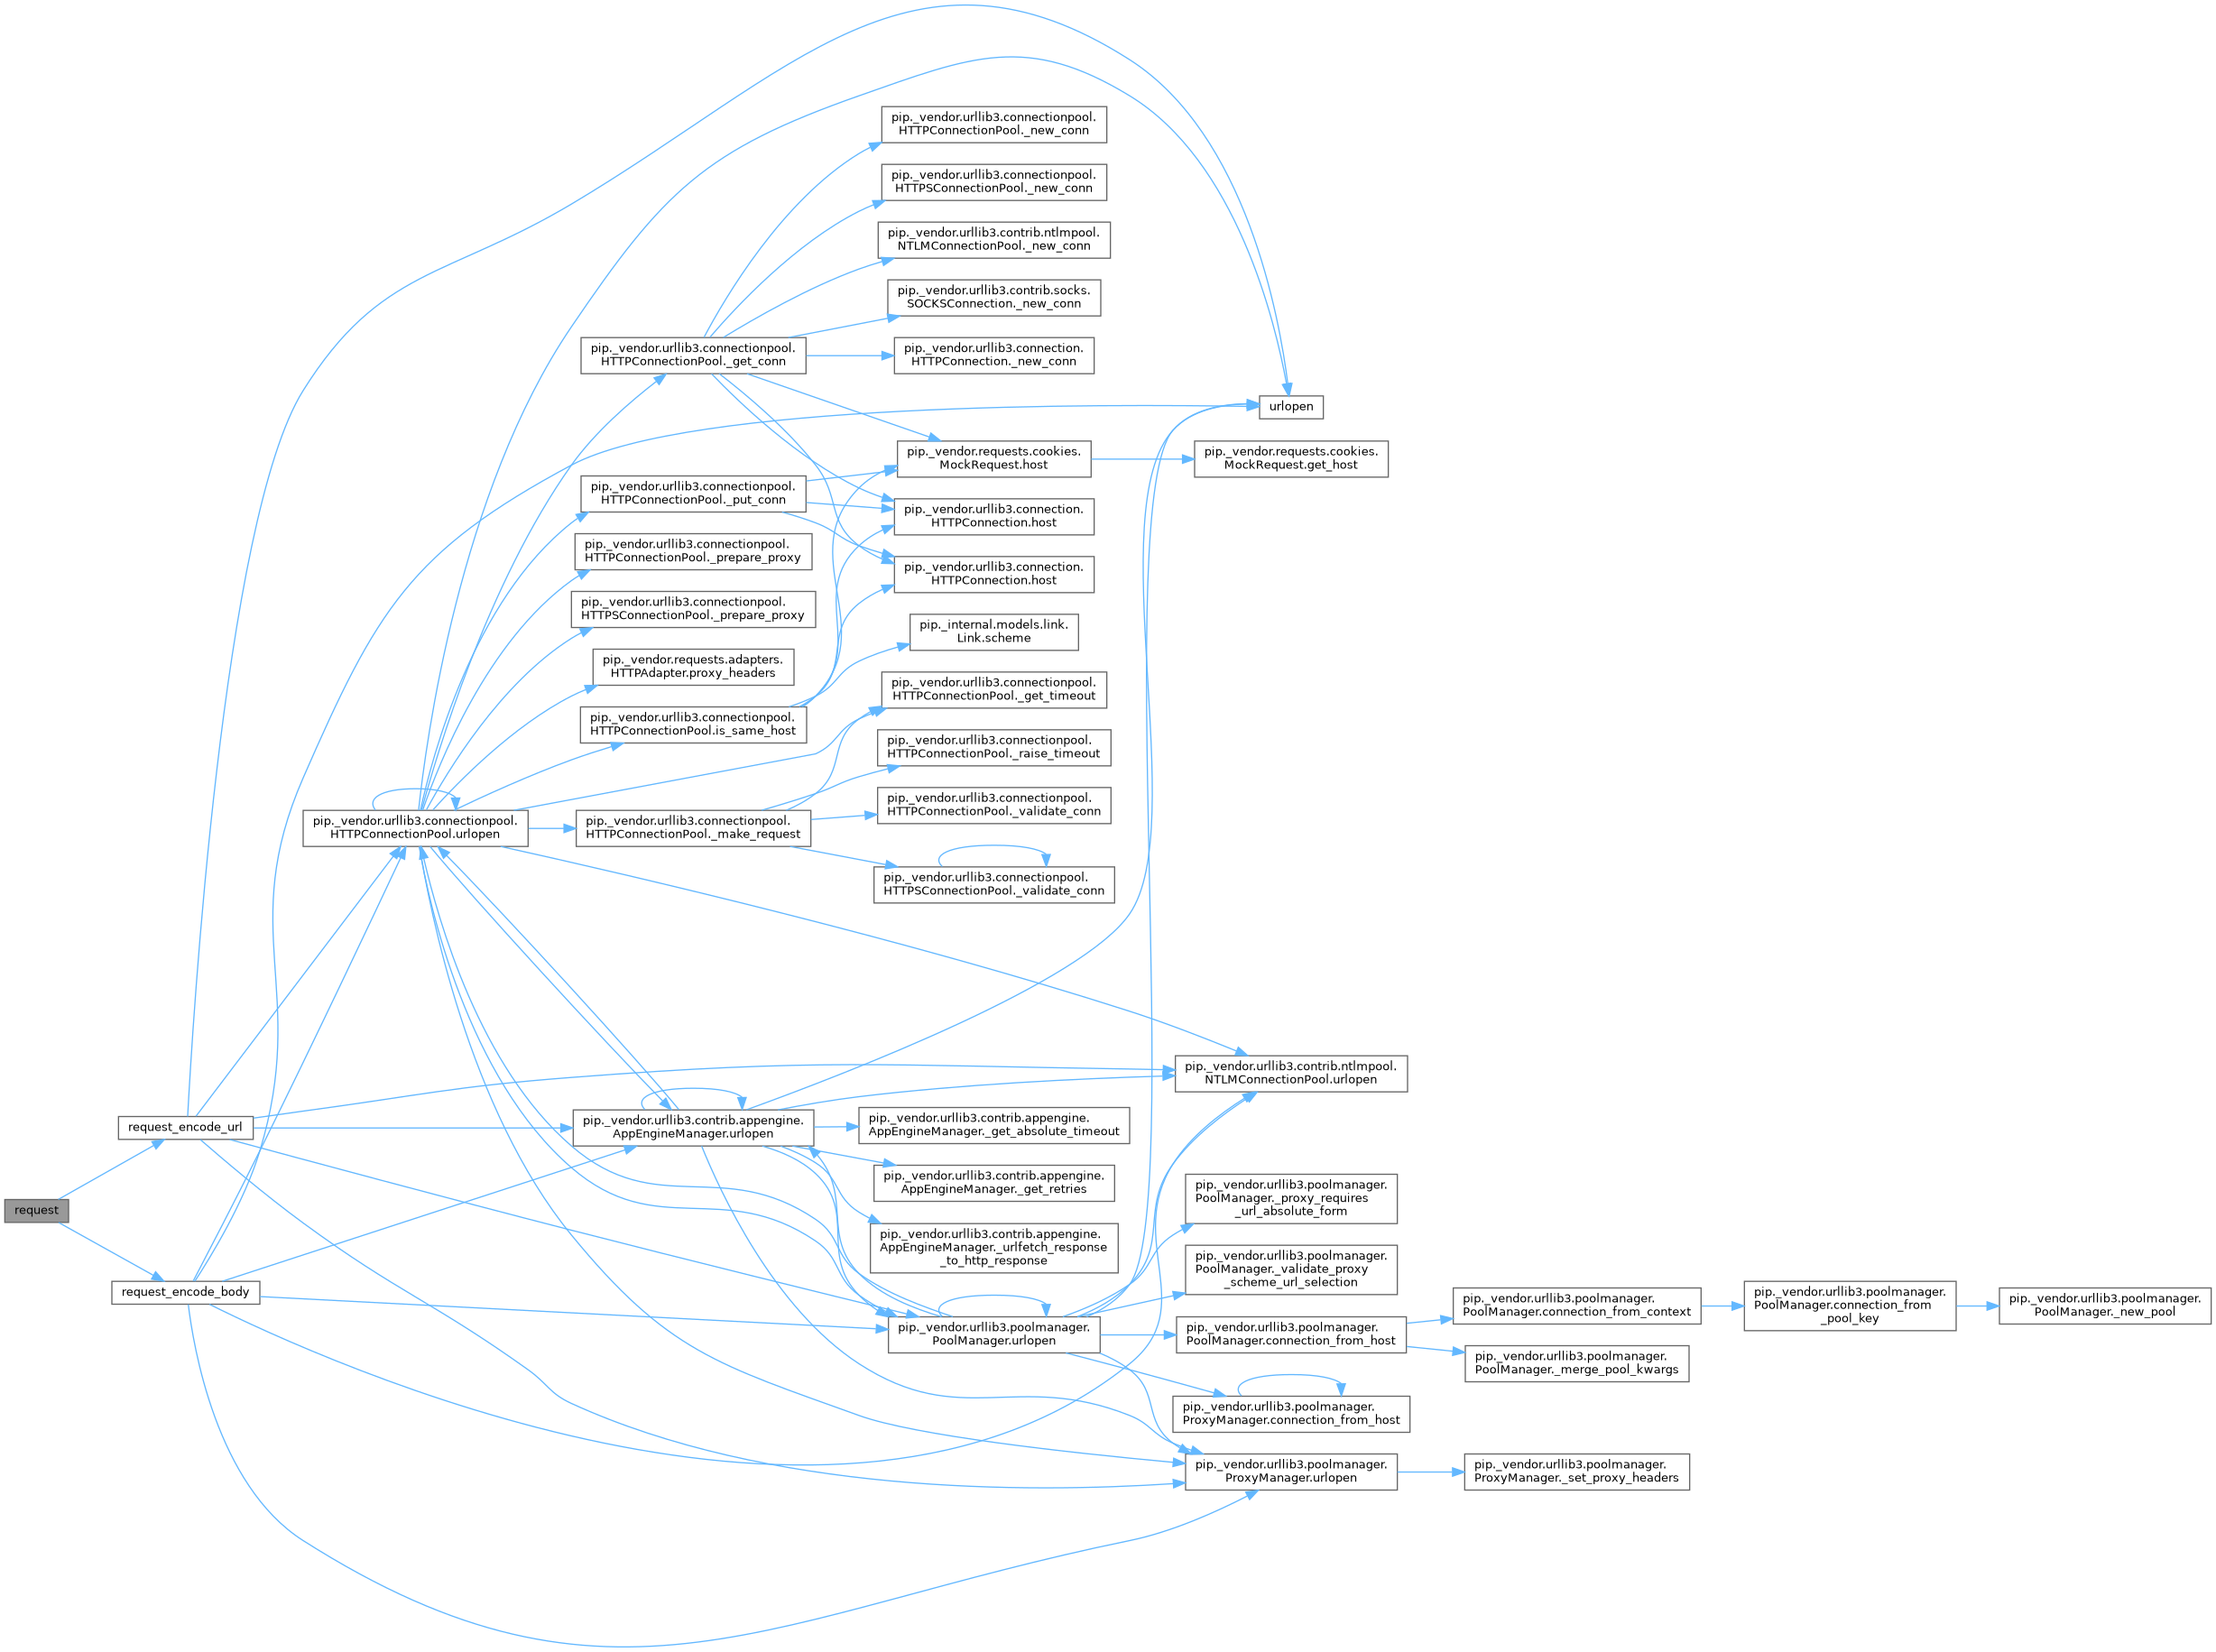 pip._vendor.urllib3.connectionpool.
HTTPConnectionPool._new_conn
pip._vendor.urllib3.connectionpool.
HTTPSConnectionPool._new_conn
pip._vendor.urllib3.contrib.ntlmpool.
NTLMConnectionPool._new_conn
pip._vendor.urllib3.contrib.socks.
SOCKSConnection._new_conn
pip._vendor.urllib3.connectionpool.
HTTPConnectionPool._get_conn
pip._vendor.urllib3.connection.
HTTPConnection._new_conn
urlopen
pip._vendor.requests.cookies.
MockRequest.host
pip._vendor.requests.cookies.
MockRequest.get_host
pip._vendor.urllib3.connectionpool.
HTTPConnectionPool._put_conn
pip._vendor.urllib3.connection.
HTTPConnection.host
pip._vendor.urllib3.connectionpool.
HTTPConnectionPool._prepare_proxy
pip._vendor.urllib3.connection.
HTTPConnection.host
pip._vendor.urllib3.connectionpool.
HTTPSConnectionPool._prepare_proxy
pip._internal.models.link.
Link.scheme
pip._vendor.requests.adapters.
HTTPAdapter.proxy_headers
pip._vendor.urllib3.connectionpool.
HTTPConnectionPool._get_timeout
pip._vendor.urllib3.connectionpool.
HTTPConnectionPool.is_same_host
pip._vendor.urllib3.connectionpool.
HTTPConnectionPool._raise_timeout
pip._vendor.urllib3.connectionpool.
HTTPConnectionPool._validate_conn
pip._vendor.urllib3.connectionpool.
HTTPConnectionPool.urlopen
pip._vendor.urllib3.connectionpool.
HTTPConnectionPool._make_request
pip._vendor.urllib3.connectionpool.
HTTPSConnectionPool._validate_conn
pip._vendor.urllib3.contrib.ntlmpool.
NTLMConnectionPool.urlopen
request_encode_url
pip._vendor.urllib3.contrib.appengine.
AppEngineManager.urlopen
pip._vendor.urllib3.contrib.appengine.
AppEngineManager._get_absolute_timeout
pip._vendor.urllib3.contrib.appengine.
AppEngineManager._get_retries
pip._vendor.urllib3.poolmanager.
PoolManager._proxy_requires
_url_absolute_form
request
pip._vendor.urllib3.contrib.appengine.
AppEngineManager._urlfetch_response
_to_http_response
pip._vendor.urllib3.poolmanager.
PoolManager._validate_proxy
_scheme_url_selection
request_encode_body
pip._vendor.urllib3.poolmanager.
PoolManager.connection_from_context
pip._vendor.urllib3.poolmanager.
PoolManager.connection_from
_pool_key
pip._vendor.urllib3.poolmanager.
PoolManager._new_pool
pip._vendor.urllib3.poolmanager.
PoolManager.urlopen
pip._vendor.urllib3.poolmanager.
PoolManager.connection_from_host
pip._vendor.urllib3.poolmanager.
PoolManager._merge_pool_kwargs
pip._vendor.urllib3.poolmanager.
ProxyManager.connection_from_host
pip._vendor.urllib3.poolmanager.
ProxyManager.urlopen
pip._vendor.urllib3.poolmanager.
ProxyManager._set_proxy_headers